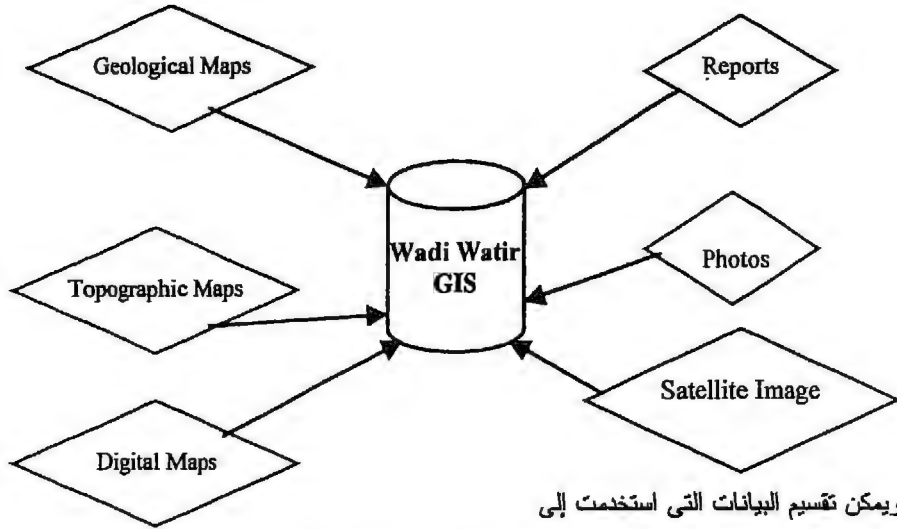 Geological Maps
Reports
Wadi Watir
GIS
Topographic Maps
Photos
Satellite Image
Digital Maps
ويمكن تقسيم البيانات التى استخدمت إلى